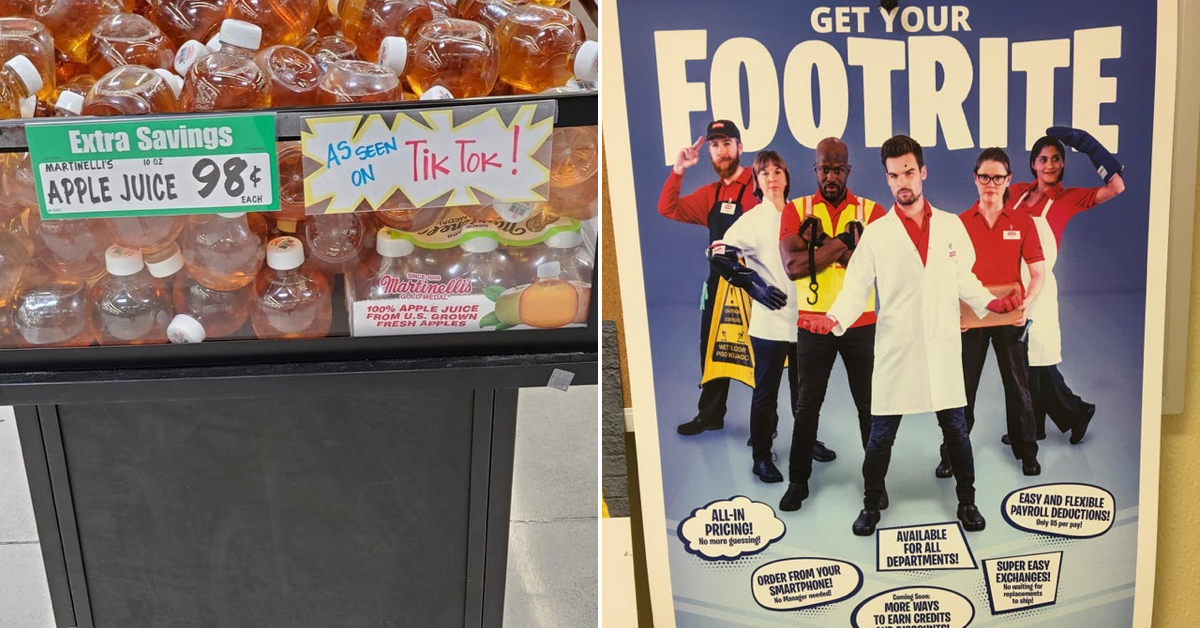 Extra Savings
MARTINELLI'S 10 OZ
APPLE JUICE 98¢
EACH
AS SEEN
ON
TIK TOK!
SINCE 1868
Martinelli's
GOLD MEDAL
100% APPLE JUICE
FROM U.S. GROWN
FRESH APPLES
GET YOUR
FOOTRITE
WET FLOOR
PISO MOJADO
ALL-IN
PRICING!
No more guessing!
EASY AND FLEXIBLE
PAYROLL DEDUCTIONS!
Only $5 per pay!
AVAILABLE
FOR ALL
DEPARTMENTS!
ORDER FROM YOUR
SMARTPHONE!
No Manager needed!
SUPER EASY
EXCHANGES!
No waiting for
replacements
to ship!
Coming Soon:
MORE WAYS
TO EARN CREDITS
AND DISCOUNTS!